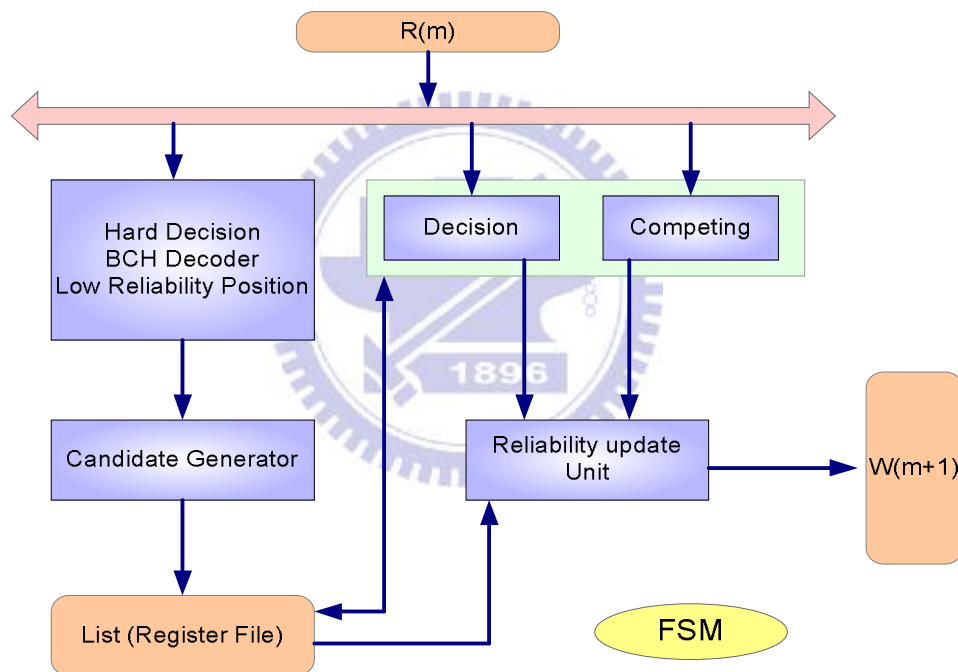 R(m)
Hard Decision
BCH Decoder
Low Reliability Position
Decision
Competing
1896
Candidate Generator
Reliability update
Unit
W(m+1)
List (Register File)
FSM